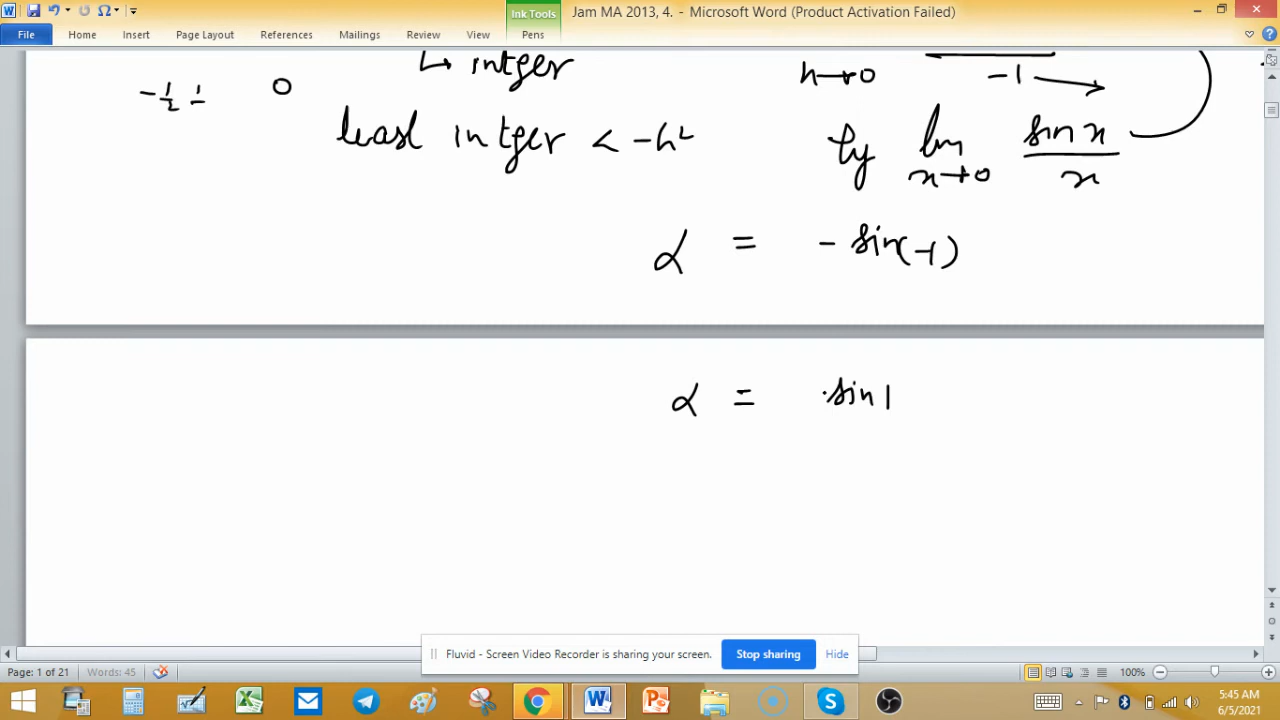 Ink Tools
Jam MA 2013, 4. - Microsoft Word (Product Activation Failed)
File Home Insert Page Layout References Mailings Review View Pens
↳ intger
h→0 -1
-1/2 0
least intger < -h²
lly lim x→0 sin x / x
α = - sin(-1)
α = sin 1
Fluvid - Screen Video Recorder is sharing your screen. Stop sharing Hide
Page: 1 of 21 Words: 45 100%
5:45 AM
6/5/2021